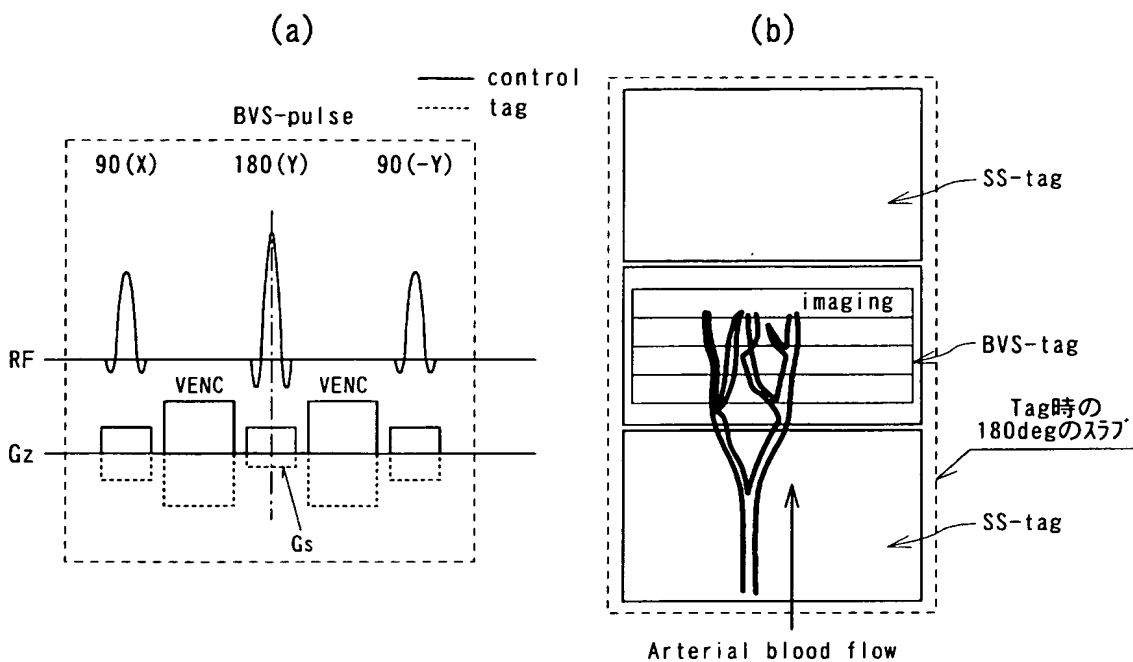 (a)
(b)
control
tag
BVS-pulse
90(X)
180(Y)
90(-Y)
RF
VENC
VENC
Gz
Gs
SS-tag
imaging
BVS-tag
Tag時の
180degのスラブ
SS-tag
Arterial blood flow